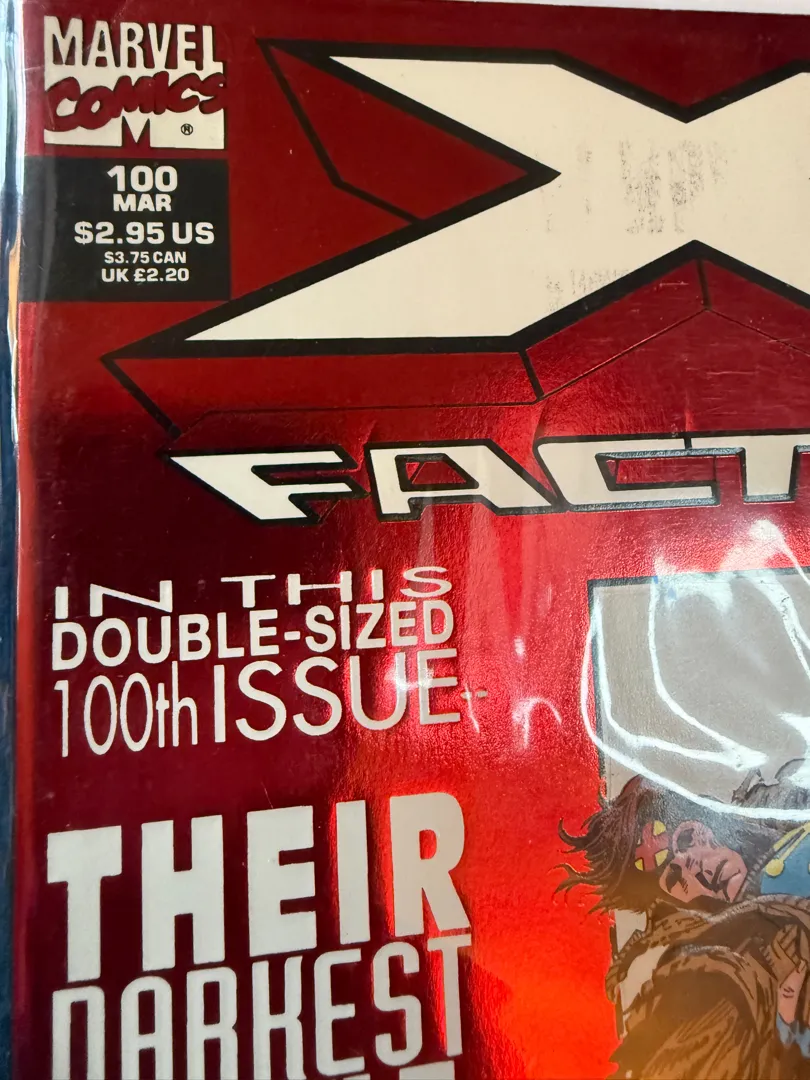 MARVEL
COMICS
M ®
100
MAR
$2.95 US
$3.75 CAN
UK £2.20
X
FACT
IN THIS
DOUBLE-SIZED
100th ISSUE--
THEIR
DARKEST